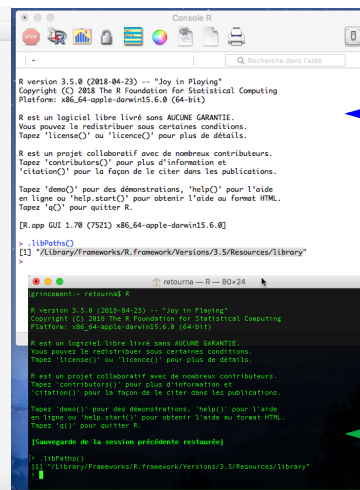 Console R
STOP
Recherche dans l'aide
R version 3.5.0 (2018-04-23) -- "Joy in Playing"
Copyright (C) 2018 The R Foundation for Statistical Computing
Platform: x86_64-apple-darwin15.6.0 (64-bit)
R est un logiciel libre livré sans AUCUNE GARANTIE.
Vous pouvez le redistribuer sous certaines conditions.
Tapez 'license()' ou 'licence()' pour plus de détails.
R est un projet collaboratif avec de nombreux contributeurs.
Tapez 'contributors()' pour plus d'information et
'citation()' pour la façon de le citer dans les publications.
Tapez 'demo()' pour des démonstrations, 'help()' pour l'aide
en ligne ou 'help.start()' pour obtenir l'aide au format HTML.
Tapez 'q()' pour quitter R.
[R.app GUI 1.70 (7521) x86_64-apple-darwin15.6.0]
> .libPaths()
[1] "/Library/Frameworks/R.framework/Versions/3.5/Resources/library"
>
retourna — R — 80×24
[grincement:~ retourna$ R
R version 3.5.0 (2018-04-23) -- "Joy in Playing"
Copyright (C) 2018 The R Foundation for Statistical Computing
Platform: x86_64-apple-darwin15.6.0 (64-bit)
R est un logiciel libre livré sans AUCUNE GARANTIE.
Vous pouvez le redistribuer sous certaines conditions.
Tapez 'license()' ou 'licence()' pour plus de détails.
R est un projet collaboratif avec de nombreux contributeurs.
Tapez 'contributors()' pour plus d'information et
'citation()' pour la façon de le citer dans les publications.
Tapez 'demo()' pour des démonstrations, 'help()' pour l'aide
en ligne ou 'help.start()' pour obtenir l'aide au format HTML.
Tapez 'q()' pour quitter R.
[Sauvegarde de la session précédente restaurée]
[> .libPaths()
[1] "/Library/Frameworks/R.framework/Versions/3.5/Resources/library"
>